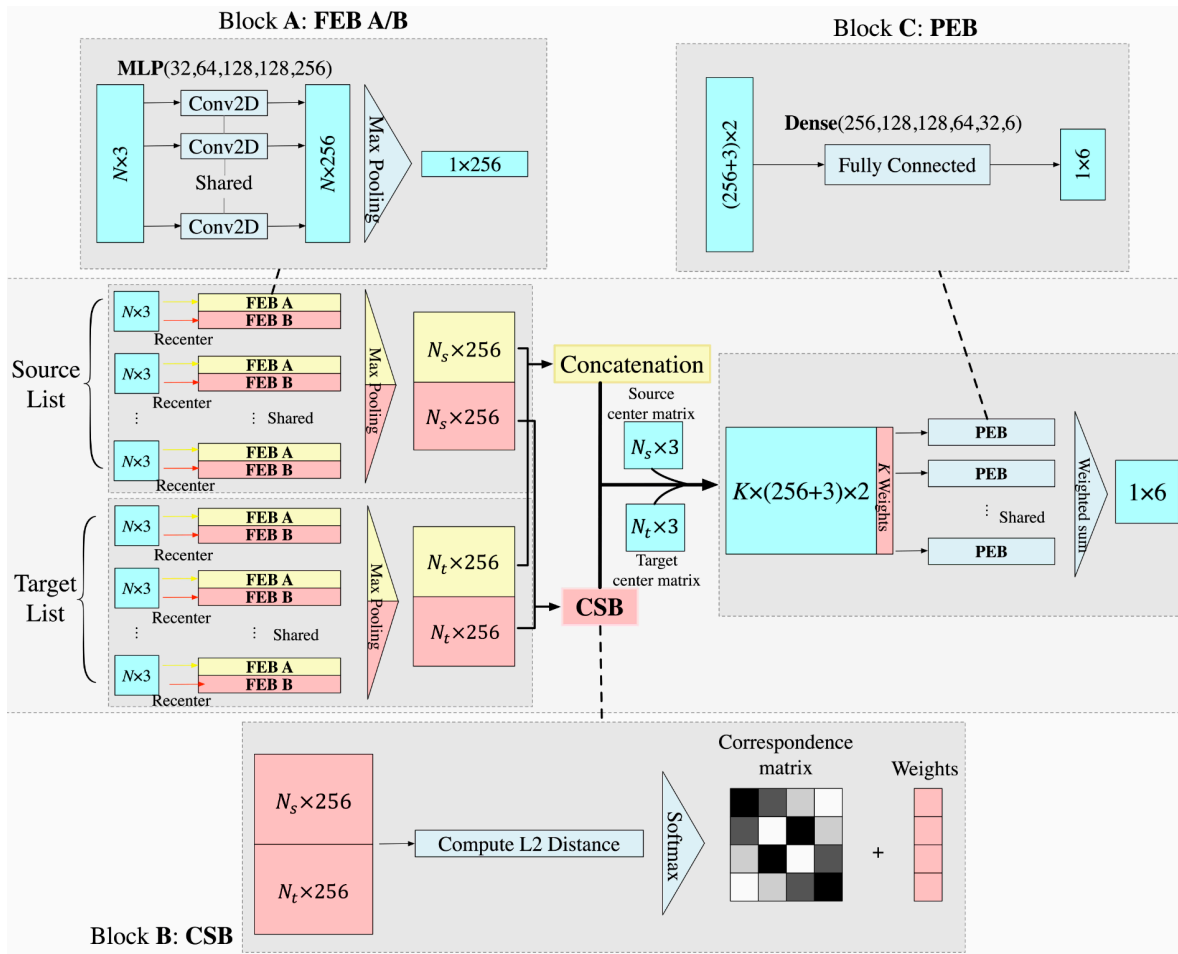 Block A: FEB A/B
MLP(32,64,128,128,256)
N×3
Conv2D
Conv2D
Shared
Conv2D
N×256
Max Pooling
1×256
Block C: PEB
(256+3)×2
Dense(256,128,128,64,32,6)
Fully Connected
1×6
Source
List
N×3
Recenter
FEB A
FEB B
N×3
Recenter
FEB A
FEB B
⋮
⋮ Shared
N×3
Recenter
FEB A
FEB B
Max Pooling
N_s×256
N_s×256
Target
List
N×3
Recenter
FEB A
FEB B
N×3
Recenter
FEB A
FEB B
⋮
⋮ Shared
N×3
Recenter
FEB A
FEB B
Max Pooling
N_t×256
N_t×256
Concatenation
Source
center matrix
N_s×3
N_t×3
Target
center matrix
CSB
K×(256+3)×2
K Weights
PEB
PEB
⋮ Shared
PEB
Weighted sum
1×6
N_s×256
N_t×256
Compute L2 Distance
Softmax
Correspondence
matrix
+
Weights
Block B: CSB